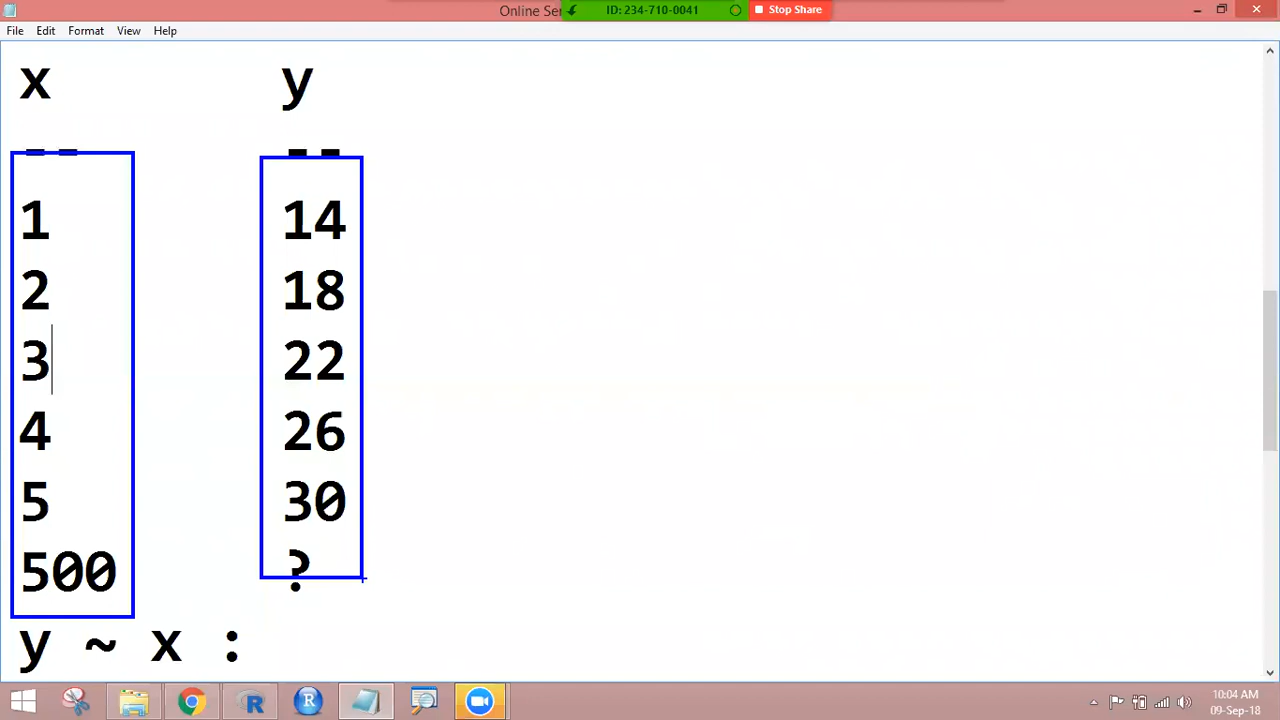 Online Ser
ID: 234-710-0041
Stop Share
File Edit Format View Help
x y
-- --
1 14
2 18
3 22
4 26
5 30
500 ?
y ~ x :
10:04 AM
09-Sep-18